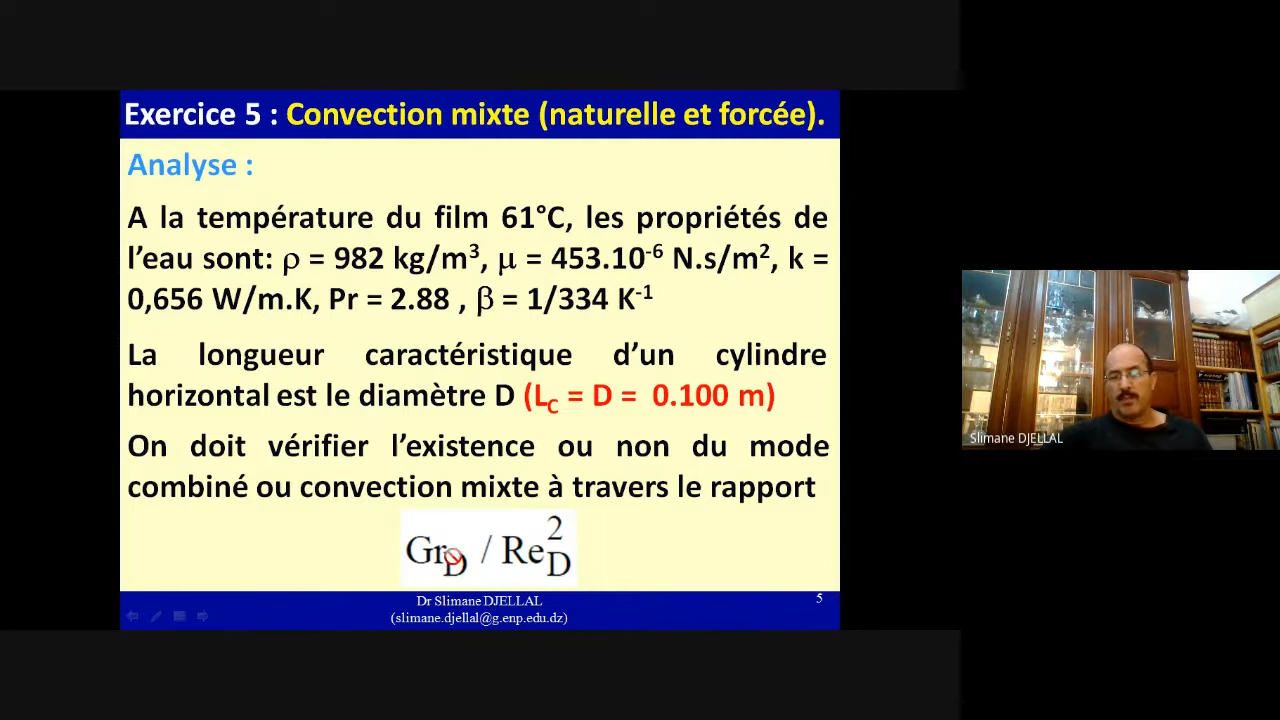 Exercice 5 : Convection mixte (naturelle et forcée).
Analyse :
A la température du film 61°C, les propriétés de
l’eau sont: ρ = 982 kg/m³, μ = 453.10⁻⁶ N.s/m², k =
0,656 W/m.K, Pr = 2.88 , β = 1/334 K⁻¹
La longueur caractéristique d’un cylindre
horizontal est le diamètre D (L_C = D = 0.100 m)
On doit vérifier l’existence ou non du mode
combiné ou convection mixte à travers le rapport
Gr_D / Re_D^2
Dr Slimane DJELLAL
(slimane.djellal@g.enp.edu.dz)
5
Slimane DJELLAL